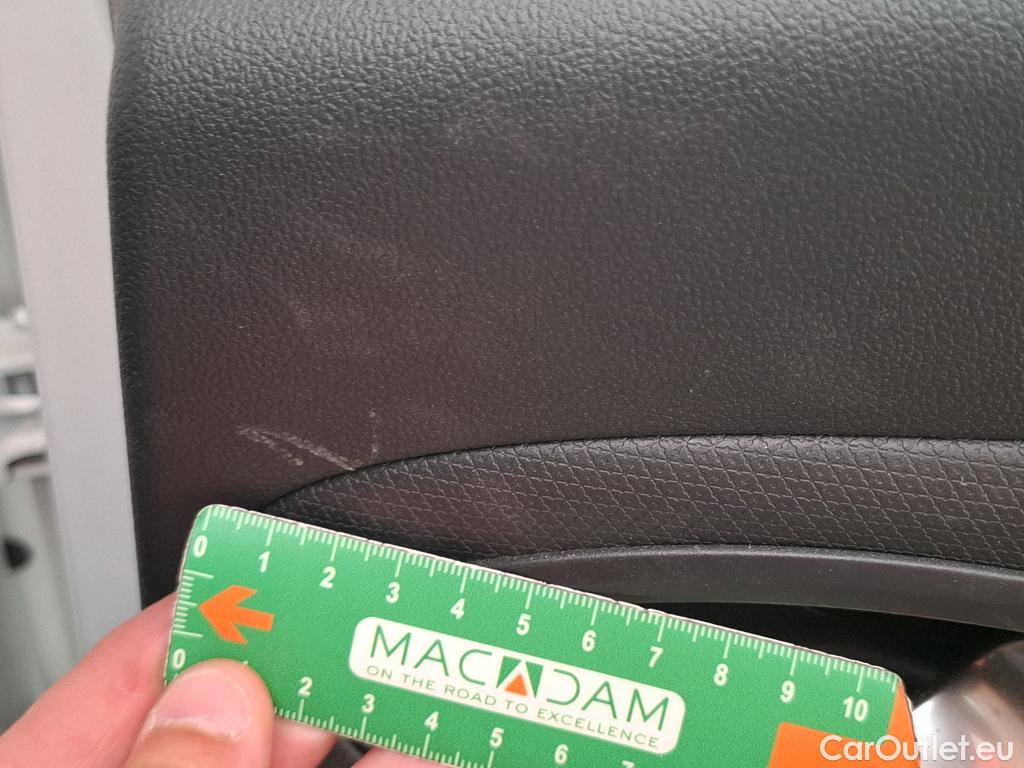 0 1 2 3 4 5 6 7 8 9 10
MACADAM
ON THE ROAD TO EXCELLENCE
0 1 2 3 4 5 6 7
CarOutlet.eu